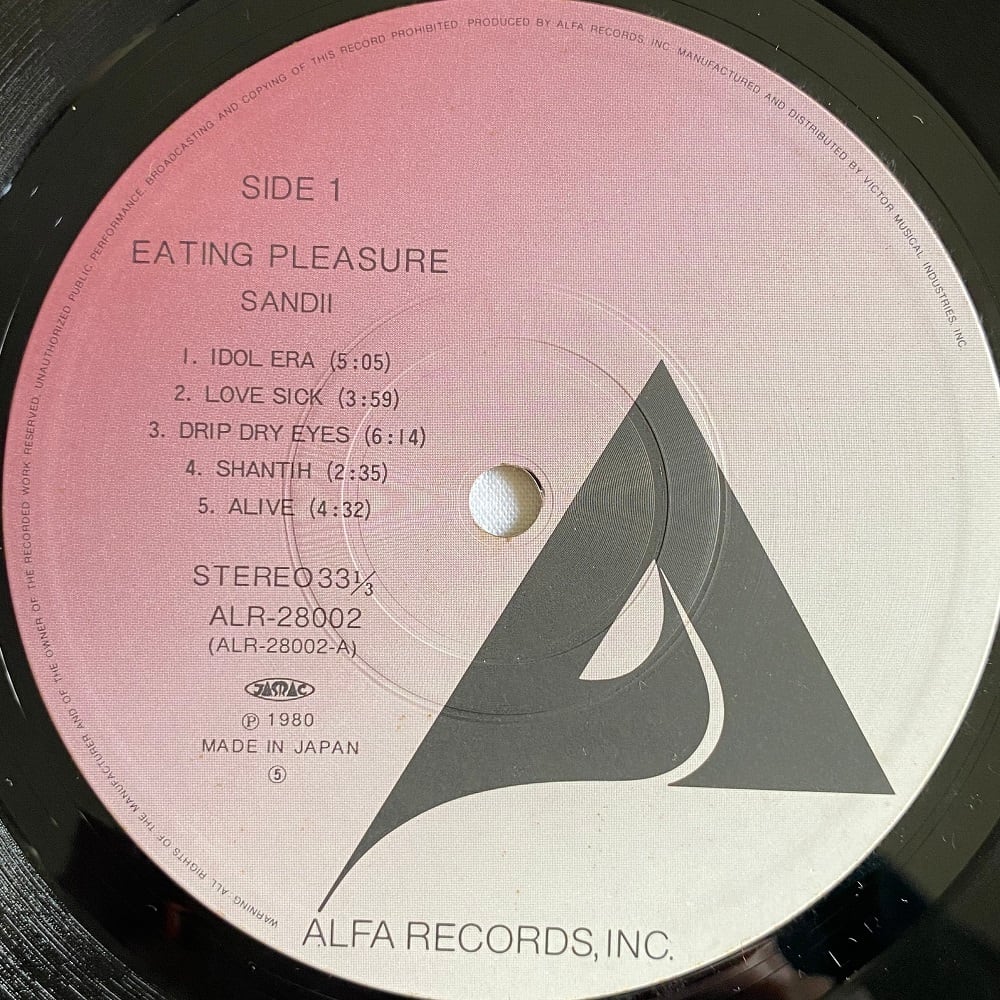 WARNING: ALL RIGHTS OF THE MANUFACTURER AND OF THE OWNER OF THE RECORDED WORK RESERVED. UNAUTHORIZED PUBLIC PERFORMANCE BROADCASTING AND COPYING OF THIS RECORD PROHIBITED. PRODUCED BY ALFA RECORDS, INC. MANUFACTURED AND DISTRIBUTED BY VICTOR MUSICAL INDUSTRIES, INC
SIDE 1
EATING PLEASURE
SANDII
1. IDOL ERA (5:05)
2. LOVE SICK (3:59)
3. DRIP DRY EYES (6:14)
4. SHANTIH (2:35)
5. ALIVE (4:32)
STEREO 33 1/3
ALR-28002
(ALR-28002-A)
JASRAC
℗ 1980
MADE IN JAPAN
⑤
ALFA RECORDS, INC.